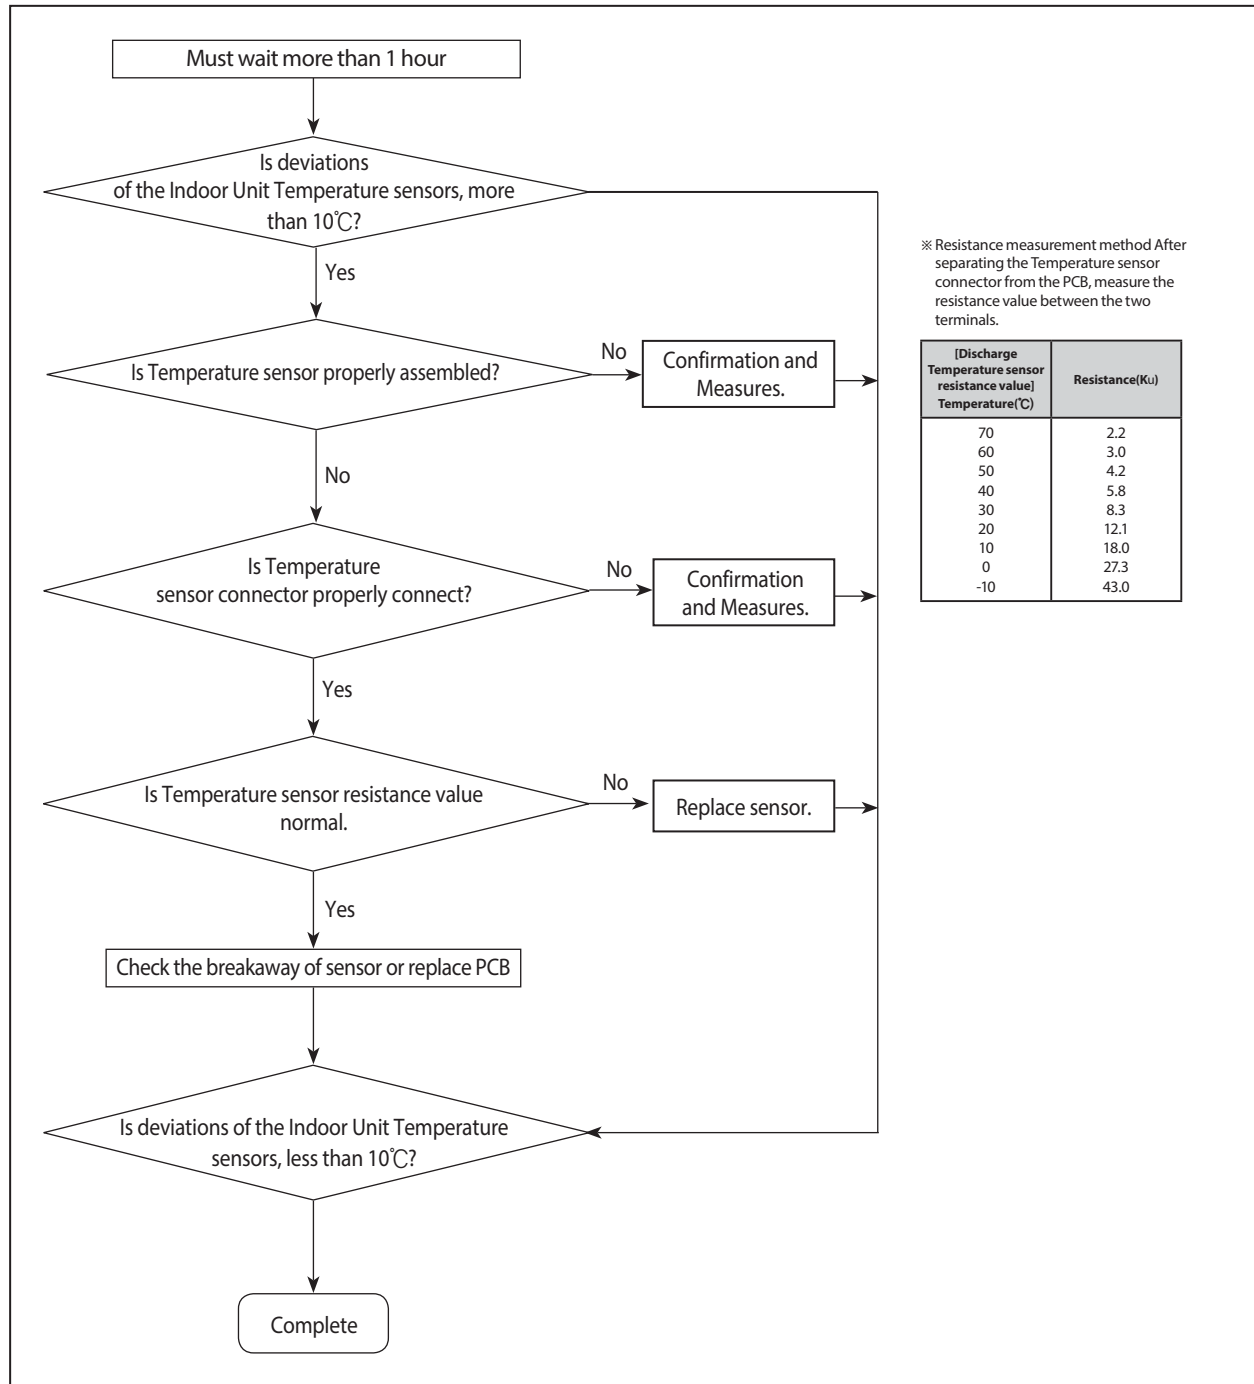 Must wait more than 1 hour
Is deviations
of the Indoor Unit Temperature sensors, more
than 10℃?
Yes
Is Temperature sensor properly assembled?
No
Confirmation and
Measures.
No
Is Temperature
sensor connector properly connect?
No
Confirmation
and Measures.
Yes
Is Temperature sensor resistance value
normal.
No
Replace sensor.
Yes
Check the breakaway of sensor or replace PCB
Is deviations of the Indoor Unit Temperature
sensors, less than 10℃?
Complete
※ Resistance measurement method After
separating the Temperature sensor
connector from the PCB, measure the
resistance value between the two
terminals.
[Discharge
Temperature sensor
resistance value]
Temperature(℃)
Resistance(Ku)
70 2.2
60 3.0
50 4.2
40 5.8
30 8.3
20 12.1
10 18.0
0 27.3
-10 43.0